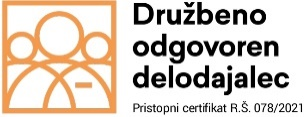 Družbeno
odgovoren
delodajalec
Pristopni certifikat R.Š. 078/2021